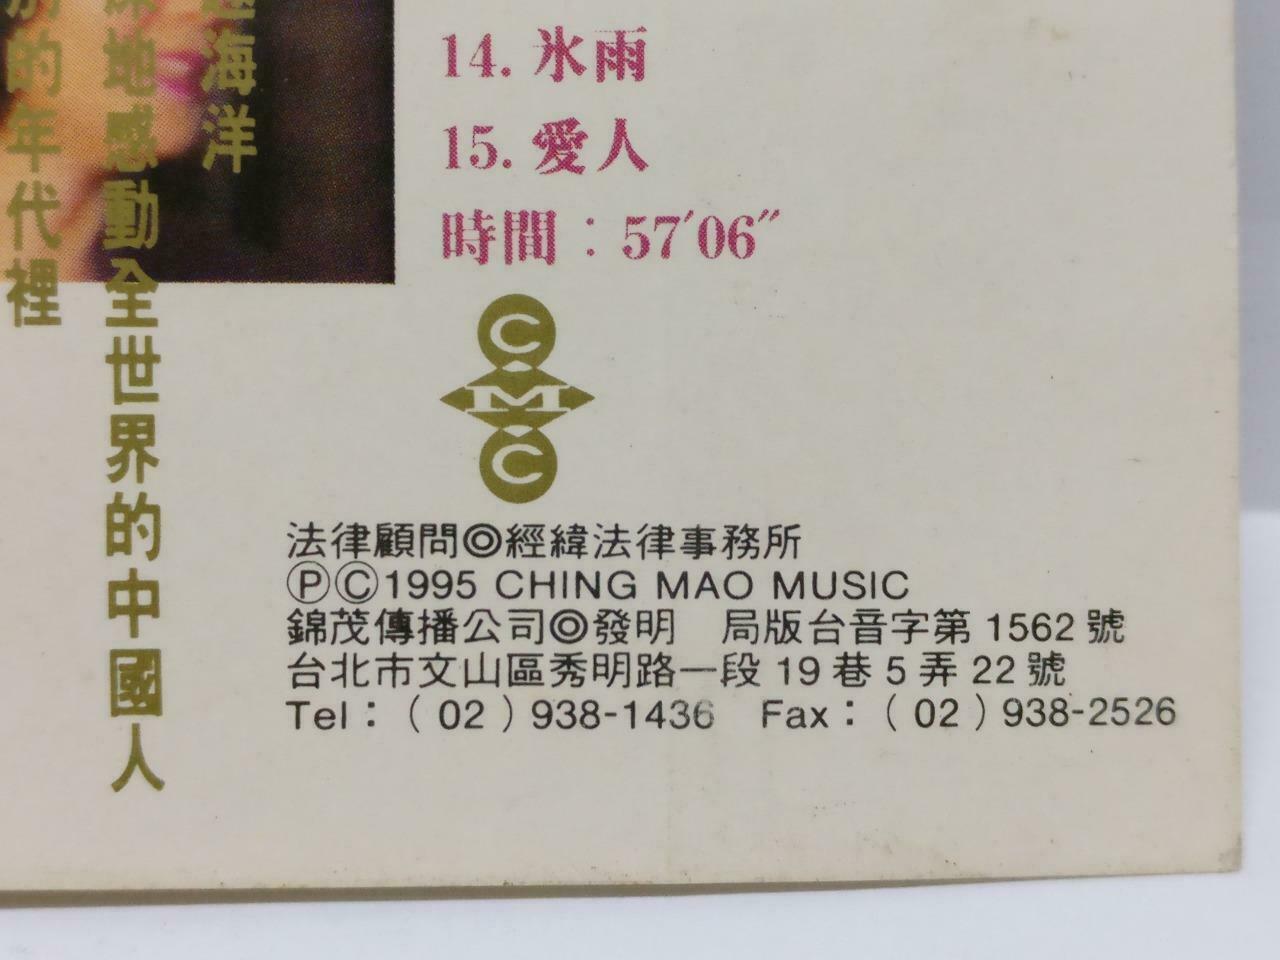 海洋
地感動全世界的中國人
的年代裡
14. 氷雨
15. 愛人
時間：57′06″
C
M
C
法律顧問◎經緯法律事務所
ⓅⒸ1995 CHING MAO MUSIC
錦茂傳播公司◎發明 局版台音字第 1562 號
台北市文山區秀明路一段 19 巷 5 弄 22 號
Tel：（02）938-1436 Fax：（02）938-2526